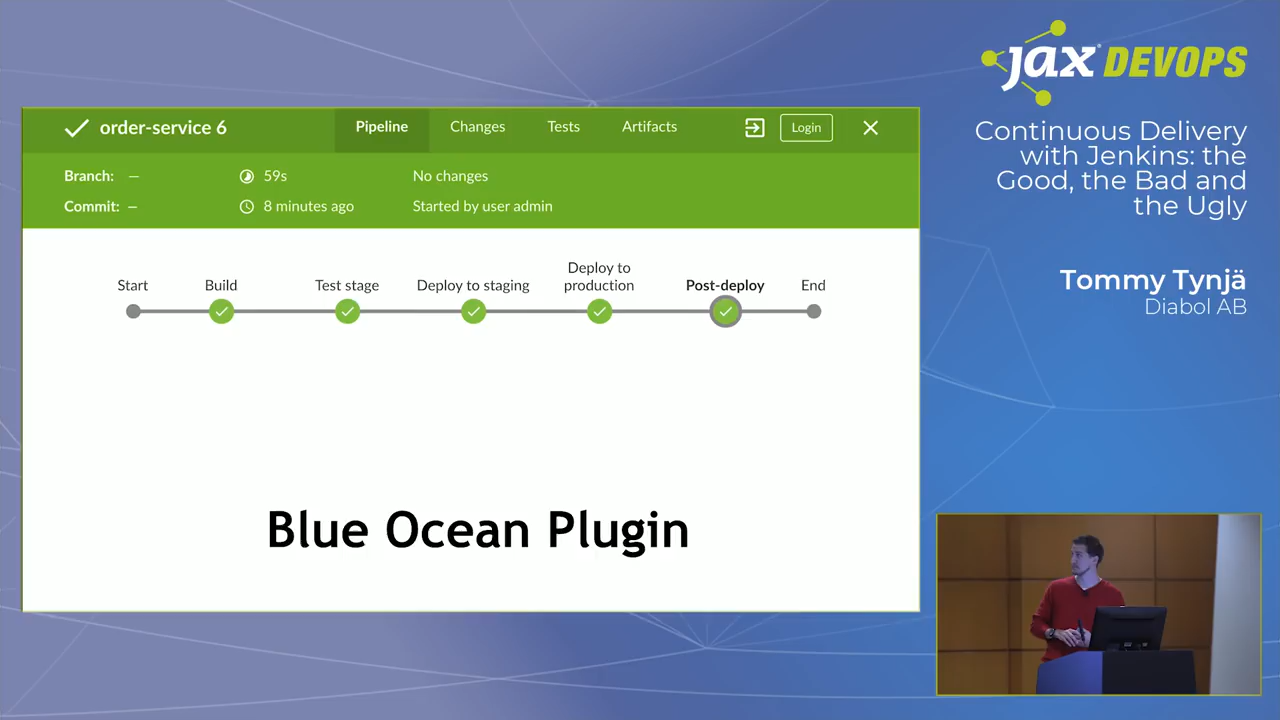 jax DEVOPS
Continuous Delivery
with Jenkins: the
Good, the Bad and
the Ugly
Tommy Tynjä
Diabol AB
order-service 6
Pipeline
Changes
Tests
Artifacts
Login
Branch: —
59s
No changes
Commit: —
8 minutes ago
Started by user admin
Start
Build
Test stage
Deploy to staging
Deploy to
production
Post-deploy
End
Blue Ocean Plugin